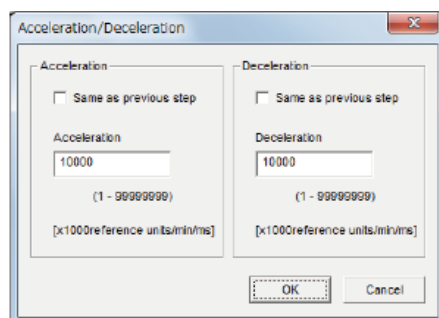 Acceleration/Deceleration
Acceleration
Same as previous step
Acceleration
10000
(1 - 99999999)
[x1000reference units/min/ms]
Deceleration
Same as previous step
Deceleration
10000
(1 - 99999999)
[x1000reference units/min/ms]
OK
Cancel